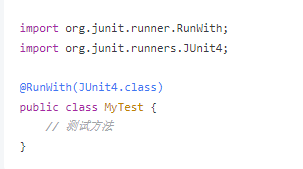 import org.junit.runner.RunWith;
import org.junit.runners.JUnit4;
@RunWith(JUnit4.class)
public class MyTest {
// 测试方法
}